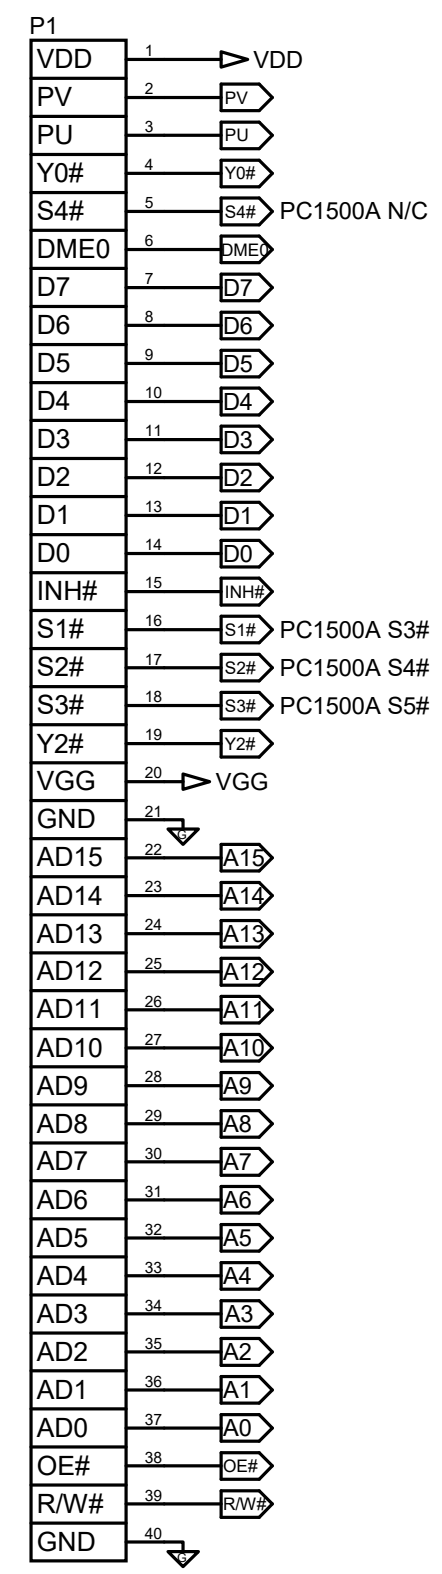 P1
VDD 1 VDD
PV 2 PV
PU 3 PU
Y0# 4 Y0#
S4# 5 S4# PC1500A N/C
DME0 6 DME0
D7 7 D7
D6 8 D6
D5 9 D5
D4 10 D4
D3 11 D3
D2 12 D2
D1 13 D1
D0 14 D0
INH# 15 INH#
S1# 16 S1# PC1500A S3#
S2# 17 S2# PC1500A S4#
S3# 18 S3# PC1500A S5#
Y2# 19 Y2#
VGG 20 VGG
GND 21 G
AD15 22 A15
AD14 23 A14
AD13 24 A13
AD12 25 A12
AD11 26 A11
AD10 27 A10
AD9 28 A9
AD8 29 A8
AD7 30 A7
AD6 31 A6
AD5 32 A5
AD4 33 A4
AD3 34 A3
AD2 35 A2
AD1 36 A1
AD0 37 A0
OE# 38 OE#
R/W# 39 R/W#
GND 40 G